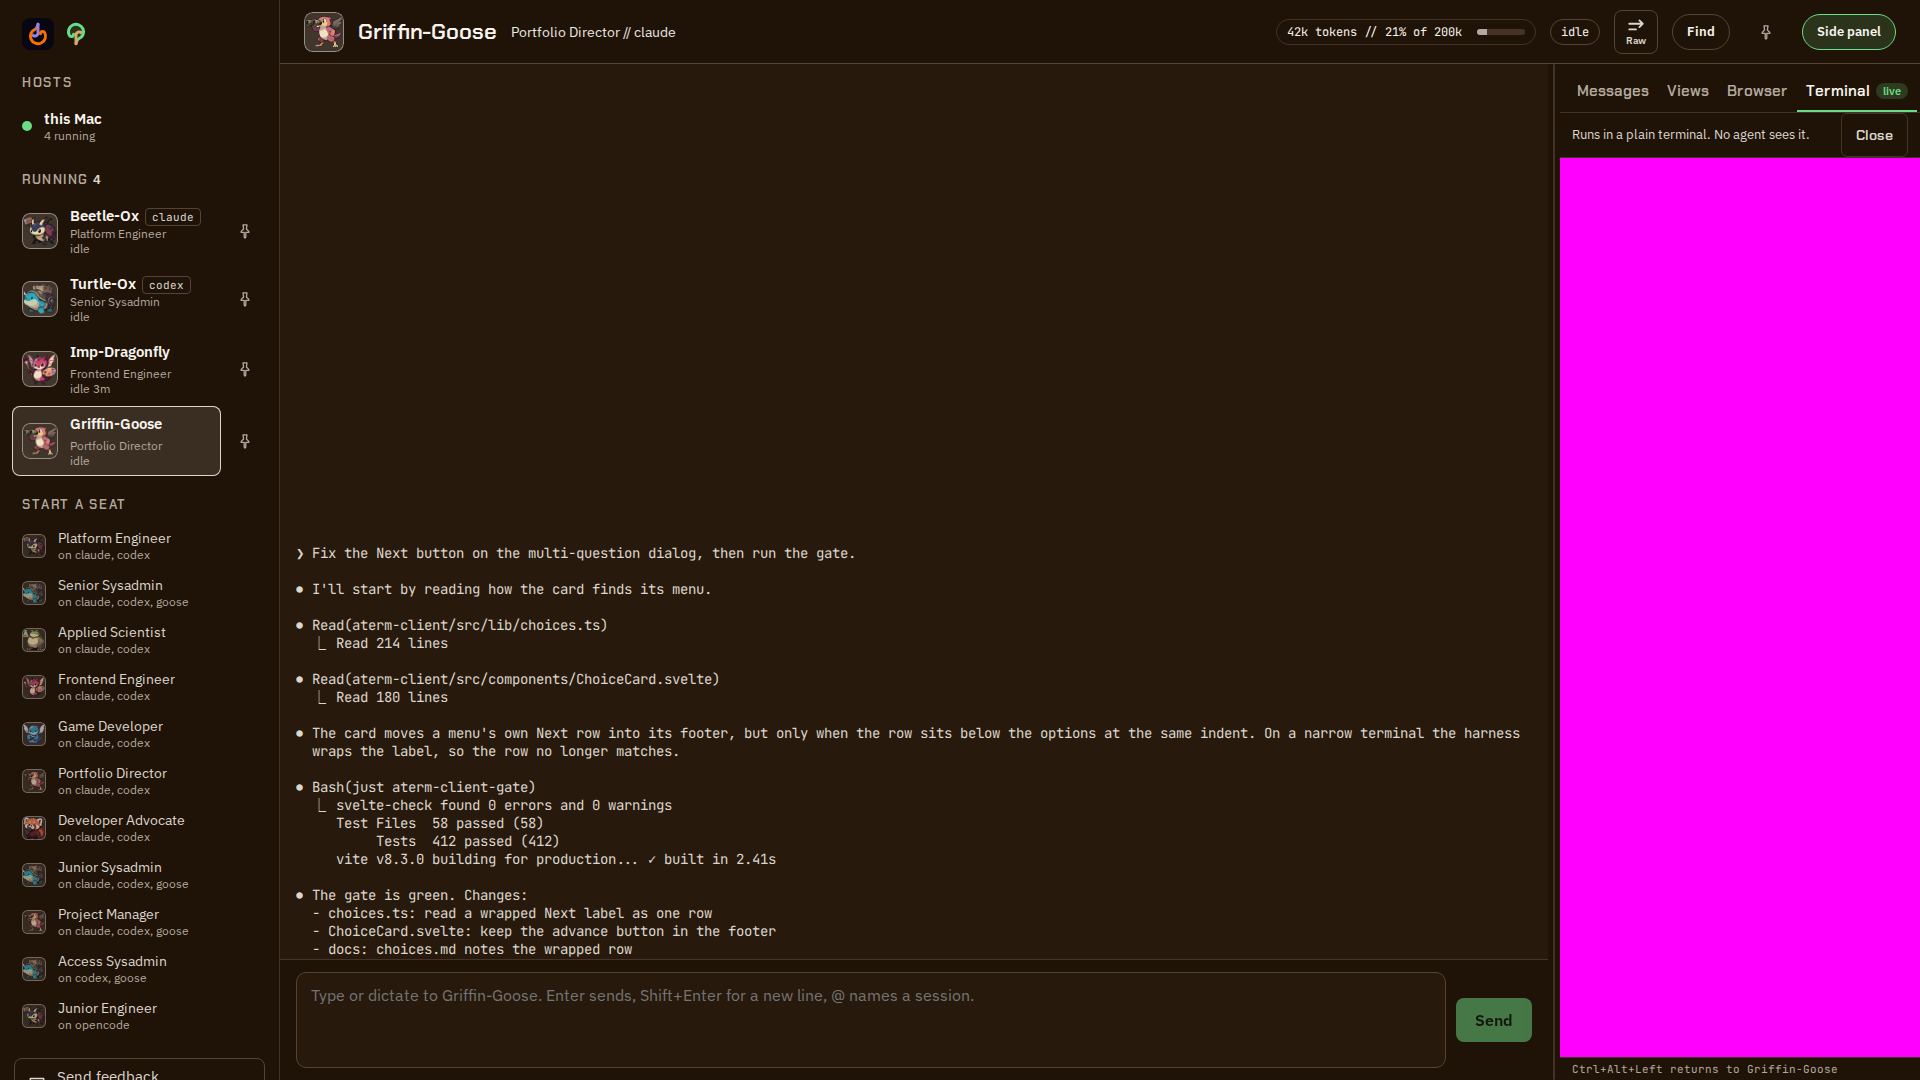 HOSTS
this Mac
4 running
RUNNING 4
Beetle-Ox claude
Platform Engineer
idle
Turtle-Ox codex
Senior Sysadmin
idle
Imp-Dragonfly
Frontend Engineer
idle 3m
Griffin-Goose
Portfolio Director
idle
START A SEAT
Platform Engineer
on claude, codex
Senior Sysadmin
on claude, codex, goose
Applied Scientist
on claude, codex
Frontend Engineer
on claude, codex
Game Developer
on claude, codex
Portfolio Director
on claude, codex
Developer Advocate
on claude, codex
Junior Sysadmin
on claude, codex, goose
Project Manager
on claude, codex, goose
Access Sysadmin
on codex, goose
Junior Engineer
on opencode
Send feedback
Griffin-Goose Portfolio Director // claude
42k tokens // 21% of 200k
idle
Raw
Find
Side panel
❯ Fix the Next button on the multi-question dialog, then run the gate.
● I'll start by reading how the card finds its menu.
● Read(aterm-client/src/lib/choices.ts)
⎿ Read 214 lines
● Read(aterm-client/src/components/ChoiceCard.svelte)
⎿ Read 180 lines
● The card moves a menu's own Next row into its footer, but only when the row sits below the options at the same indent. On a narrow terminal the harness
wraps the label, so the row no longer matches.
● Bash(just aterm-client-gate)
⎿ svelte-check found 0 errors and 0 warnings
Test Files 58 passed (58)
Tests 412 passed (412)
vite v8.3.0 building for production... ✓ built in 2.41s
● The gate is green. Changes:
- choices.ts: read a wrapped Next label as one row
- ChoiceCard.svelte: keep the advance button in the footer
- docs: choices.md notes the wrapped row
Type or dictate to Griffin-Goose. Enter sends, Shift+Enter for a new line, @ names a session.
Send
Messages Views Browser Terminal live
Runs in a plain terminal. No agent sees it.
Close
Ctrl+Alt+Left returns to Griffin-Goose